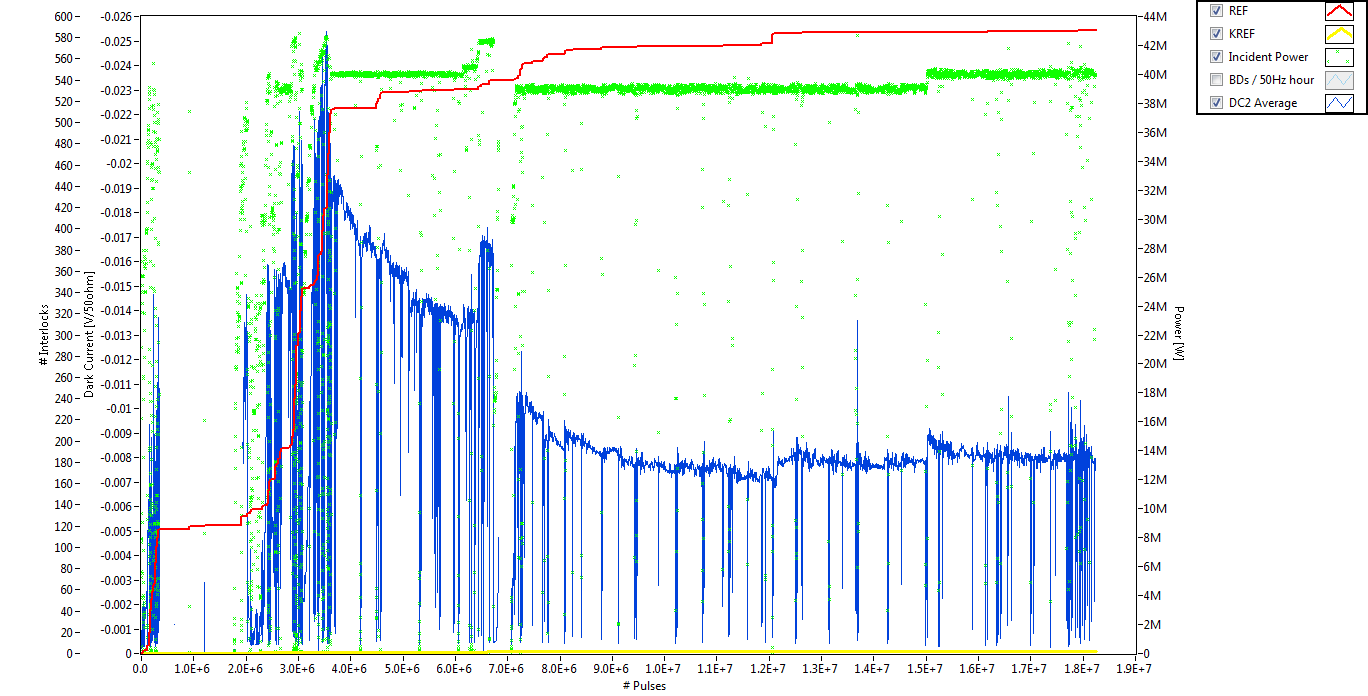 REF
KREF
Incident Power
BDs / 50Hz hour
DC2 Average
# Interlocks
600
580
560
540
520
500
480
460
440
420
400
380
360
340
320
300
280
260
240
220
200
180
160
140
120
100
80
60
40
20
0
Dark Current [V/50ohm]
-0.026
-0.025
-0.024
-0.023
-0.022
-0.021
-0.02
-0.019
-0.018
-0.017
-0.016
-0.015
-0.014
-0.013
-0.012
-0.011
-0.01
-0.009
-0.008
-0.007
-0.006
-0.005
-0.004
-0.003
-0.002
-0.001
0
44M
42M
40M
38M
36M
34M
32M
30M
28M
26M
24M
22M
20M
18M
16M
14M
12M
10M
8M
6M
4M
2M
0
Power [W]
0.0 1.0E+6 2.0E+6 3.0E+6 4.0E+6 5.0E+6 6.0E+6 7.0E+6 8.0E+6 9.0E+6 1.0E+7 1.1E+7 1.2E+7 1.3E+7 1.4E+7 1.5E+7 1.6E+7 1.7E+7 1.8E+7 1.9E+7
# Pulses